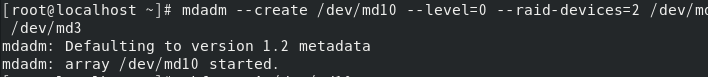 [root@localhost ~]# mdadm --create /dev/md10 --level=0 --raid-devices=2
/dev/md3
mdadm: Defaulting to version 1.2 metadata
mdadm: array /dev/md10 started.